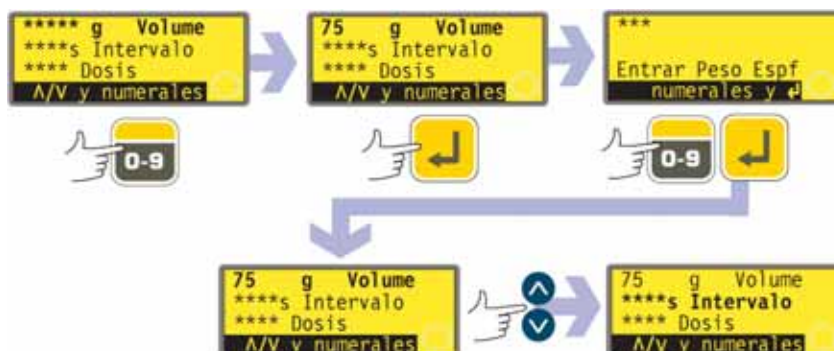 ***** g Volume
****s Intervalo
**** Dosis
Λ/V y numerales
75 g Volume
****s Intervalo
**** Dosis
Λ/V y numerales
***
Entrar Peso Espf
numerales y ↵
0-9
↵
0-9
↵
75 g Volume
****s Intervalo
**** Dosis
Λ/V y numerales
75 g Volume
****s Intervalo
**** Dosis
Λ/V y numerales